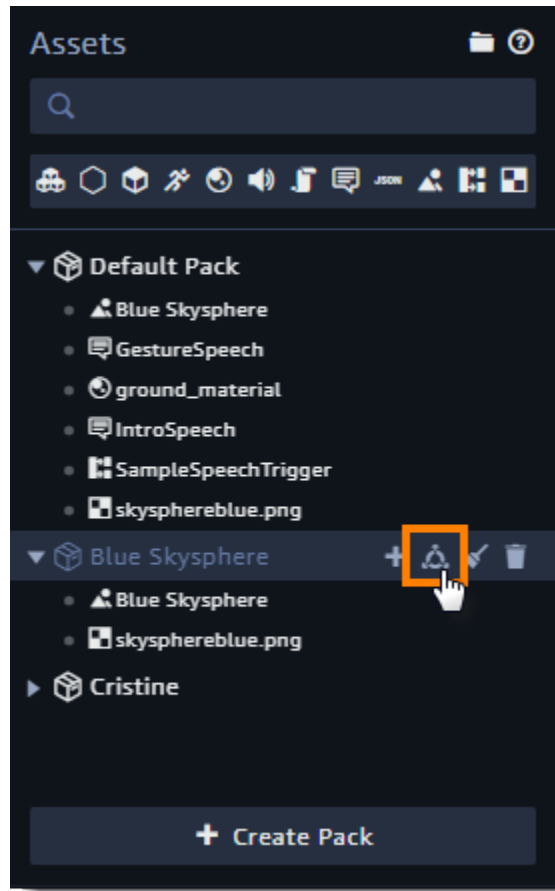 Assets
JSON
Default Pack
Blue Skysphere
GestureSpeech
ground_material
IntroSpeech
SampleSpeechTrigger
skysphereblue.png
Blue Skysphere
Blue Skysphere
skysphereblue.png
Cristine
Create Pack